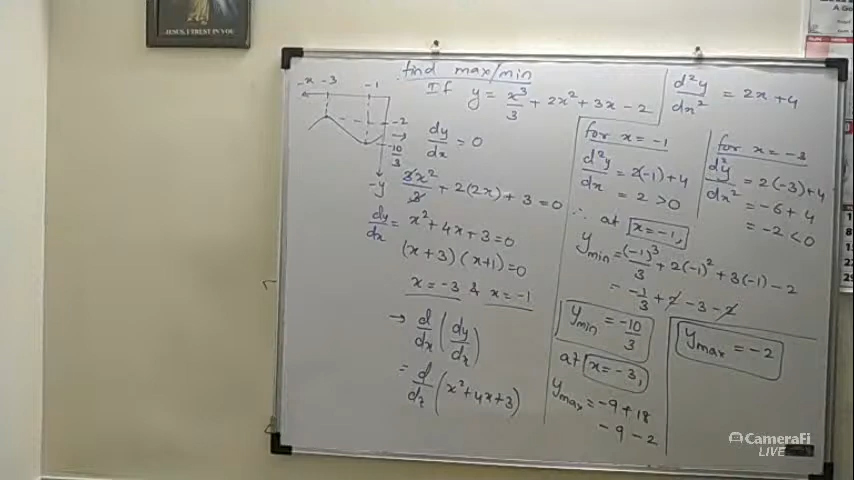 JESUS, I TRUST IN YOU
find max/min
If y = x³/3 + 2x² + 3x − 2
-x -3 -1
-2
-10/3
-y
dy/dx = 0
3x²/3 + 2(2x) + 3 = 0
dy/dx = x² + 4x + 3 = 0
(x+3) (x+1) = 0
x = −3 & x = −1
→ d/dx (dy/dx)
= d/dx (x² + 4x + 3)
d²y/dx² = 2x + 4
for x = −1
d²y/dx = 2(−1) + 4
= 2 > 0
∴ at x = −1,
y min = (−1)³/3 + 2(−1)² + 3(−1) − 2
= −1/3 + 2 − 3 − 2
y min = −10/3
at x = −3,
y max = −9 + 18
− 9 − 2
for x = −3
d²y/dx² = 2(−3) + 4
= −6 + 4
= −2 < 0
y max = −2
CameraFi
LIVE